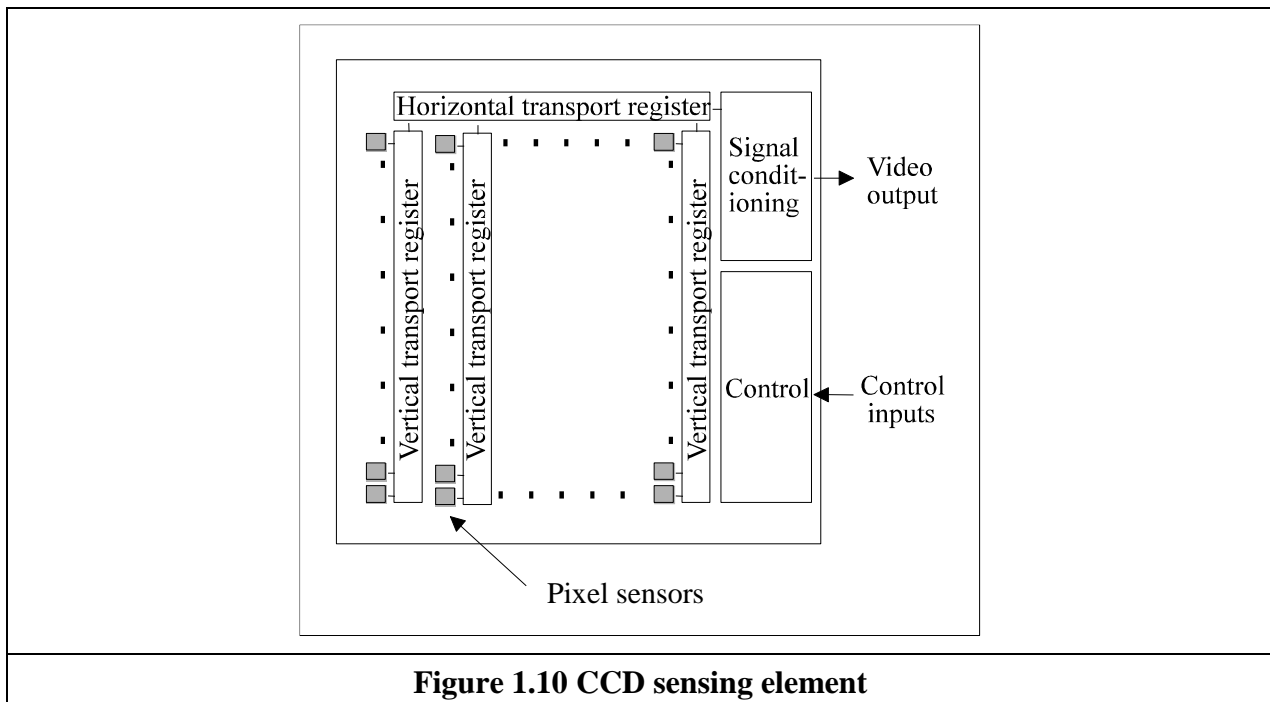 Horizontal transport register
Vertical transport register
Vertical transport register
Vertical transport register
Signal
condit-
ioning
Video
output
Control
Control
inputs
Pixel sensors
Figure 1.10 CCD sensing element